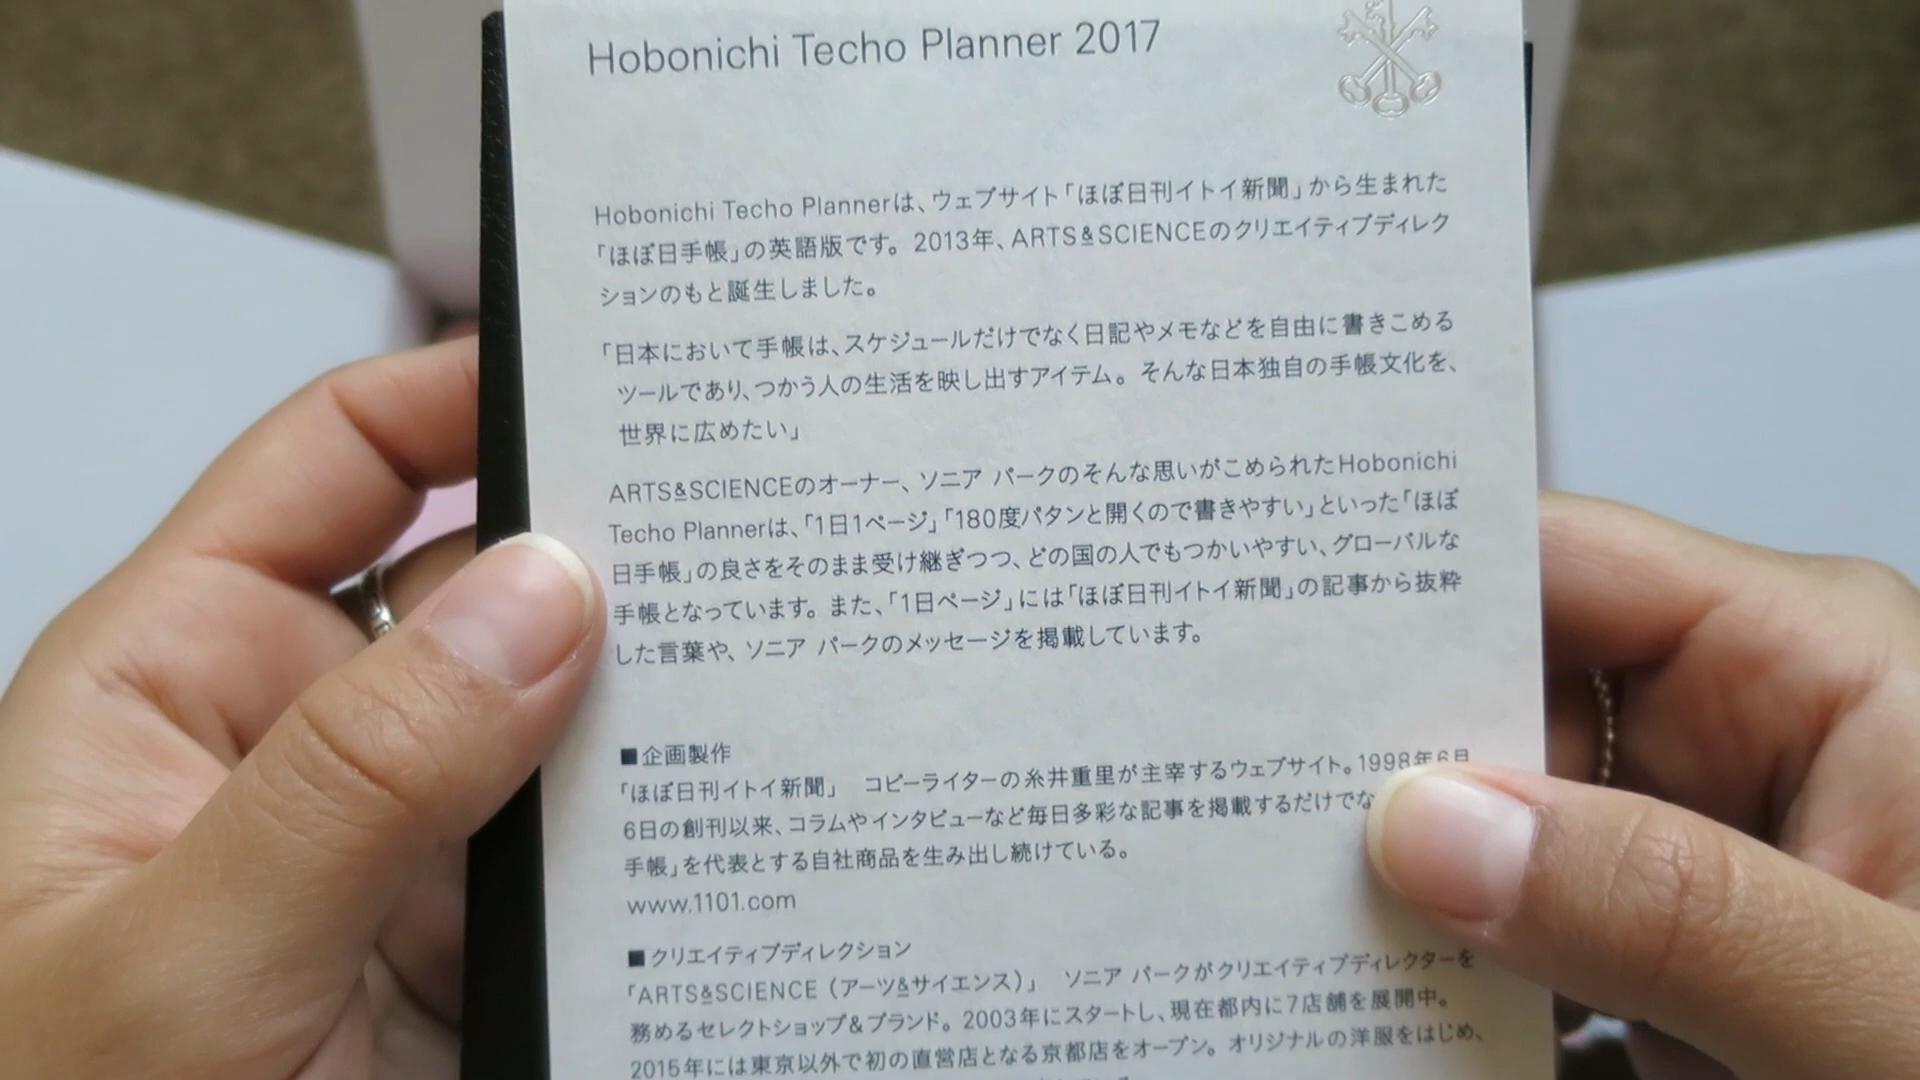 Hobonichi Techo Planner 2017
Hobonichi Techo Plannerは、ウェブサイト「ほぼ日刊イトイ新聞」から生まれた
「ほぼ日手帳」の英語版です。2013年、ARTS&SCIENCEのクリエイティブディレク
ションのもと誕生しました。
「日本において手帳は、スケジュールだけでなく日記やメモなどを自由に書きこめる
ツールであり、つかう人の生活を映し出すアイテム。そんな日本独自の手帳文化を、
世界に広めたい」
ARTS&SCIENCEのオーナー、ソニア パークのそんな思いがこめられたHobonichi
Techo Plannerは、「1日1ページ」「180度パタンと開くので書きやすい」といった「ほぼ
日手帳」の良さをそのまま受け継ぎつつ、どの国の人でもつかいやすい、グローバルな
手帳となっています。また、「1日ページ」には「ほぼ日刊イトイ新聞」の記事から抜粋
した言葉や、ソニア パークのメッセージを掲載しています。
■企画製作
「ほぼ日刊イトイ新聞」 コピーライターの糸井重里が主宰するウェブサイト。1998年6月
6日の創刊以来、コラムやインタビューなど毎日多彩な記事を掲載するだけでな
手帳」を代表とする自社商品を生み出し続けている。
www.1101.com
■クリエイティブディレクション
「ARTS&SCIENCE（アーツ&サイエンス）」 ソニア パークがクリエイティブディレクターを
務めるセレクトショップ&ブランド。2003年にスタートし、現在都内に7店舗を展開中。
2015年には東京以外で初の直営店となる京都店をオープン。オリジナルの洋服をはじめ、